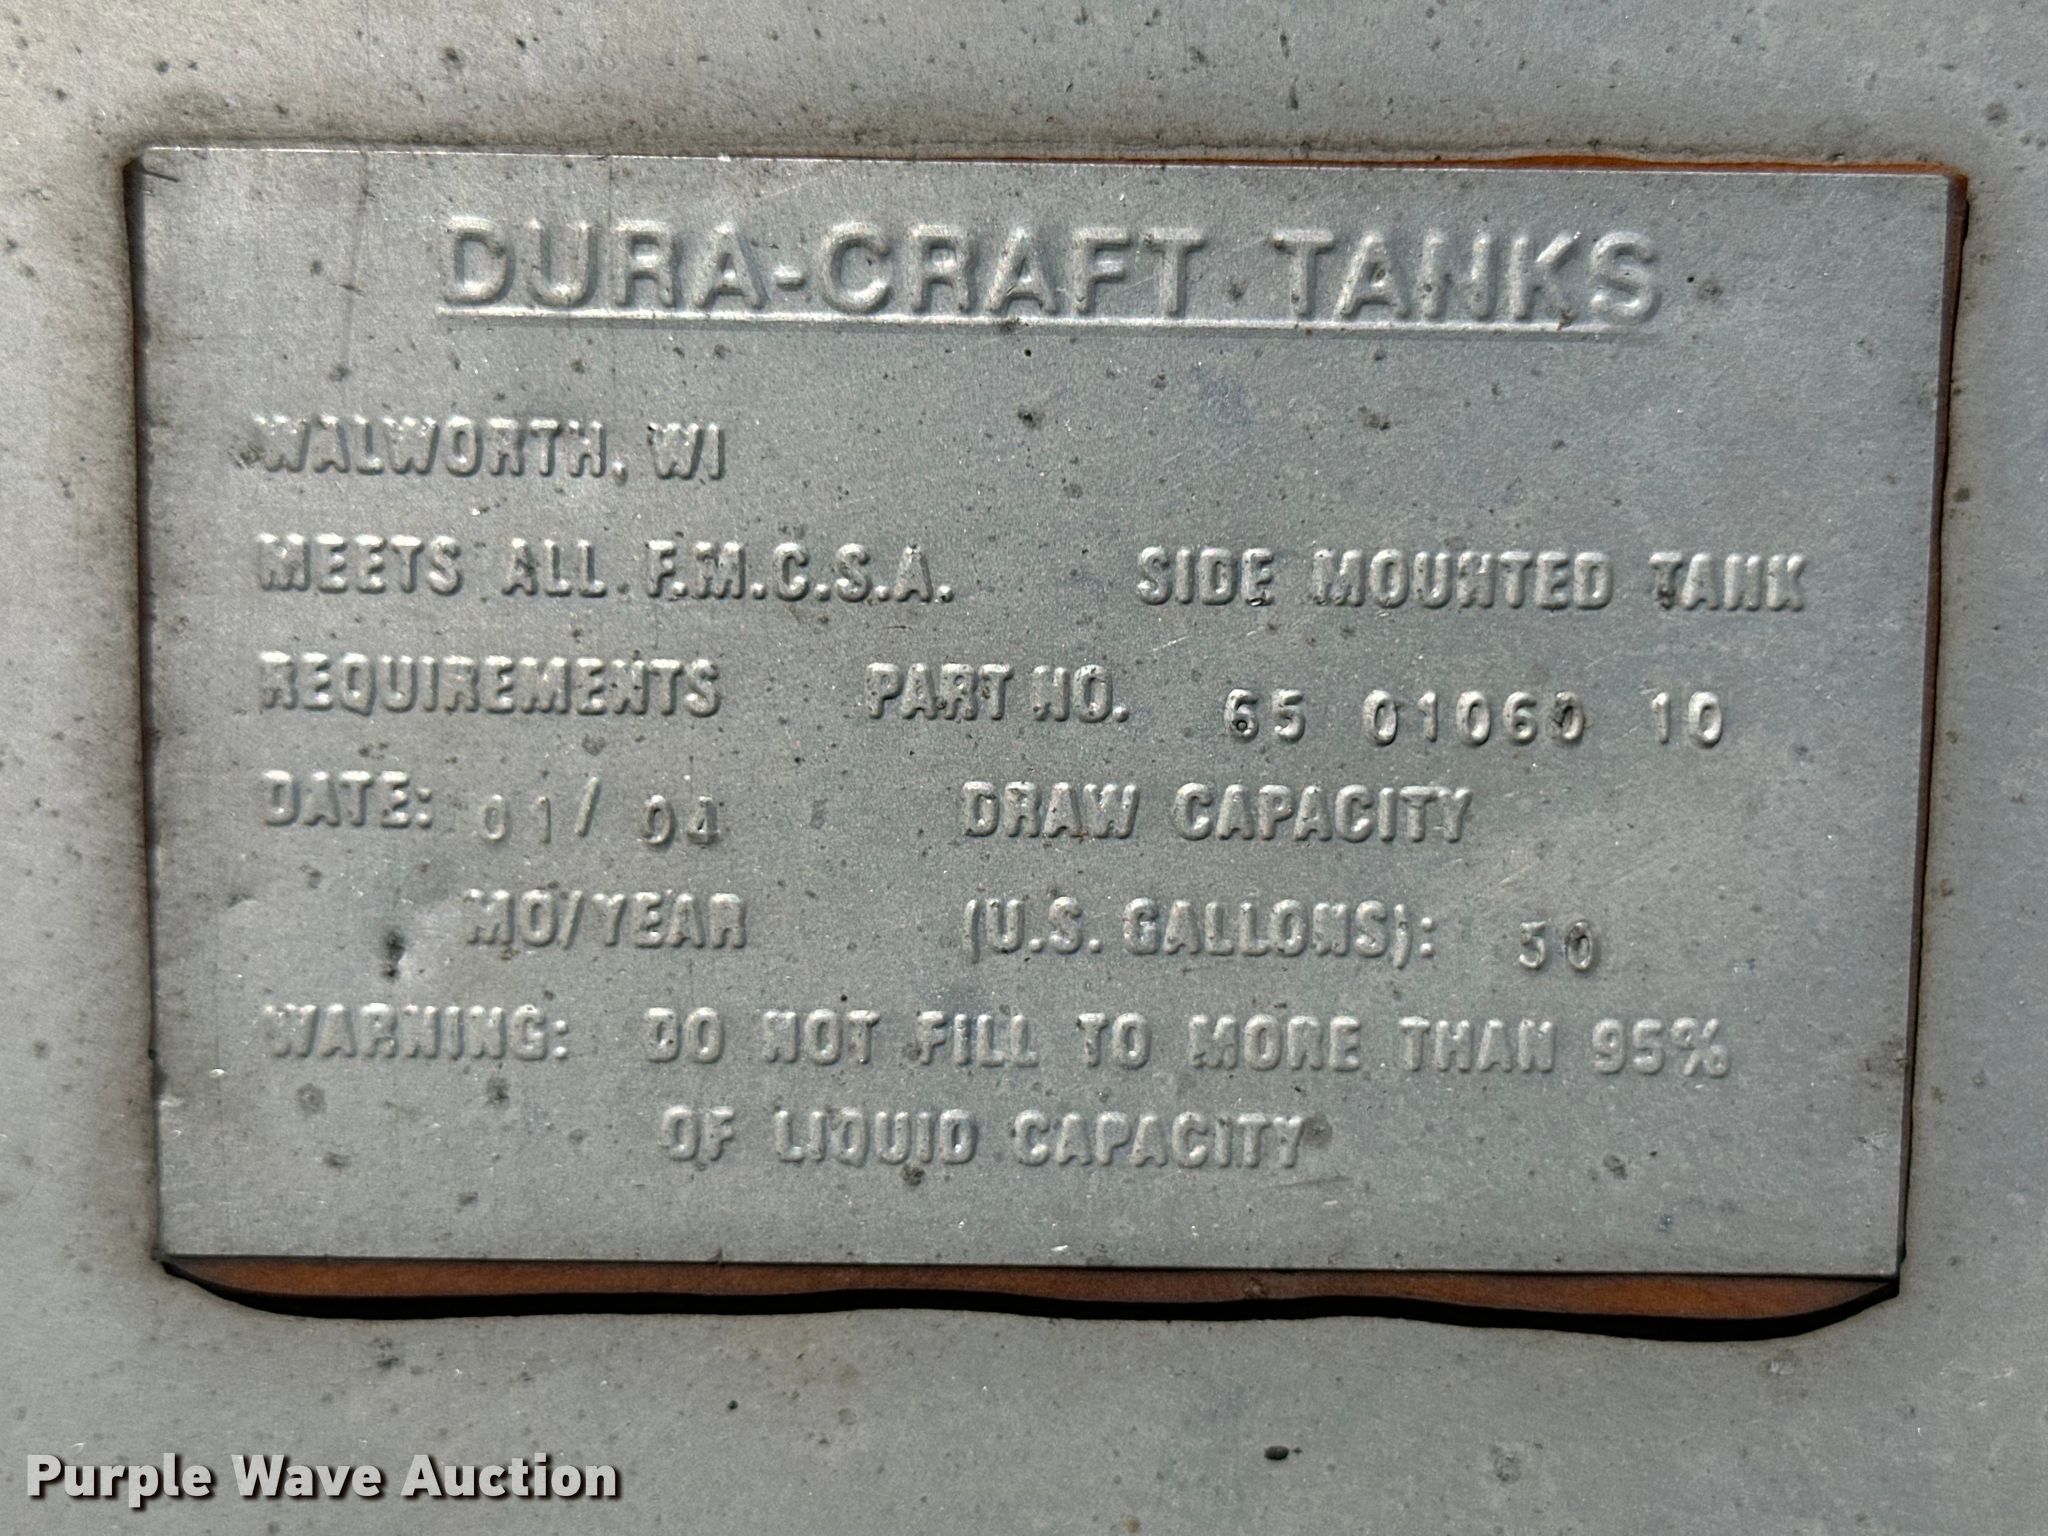 DURA-CRAFT TANKS
WALWORTH, WI
MEETS ALL F.M.C.S.A. SIDE MOUNTED TANK
REQUIREMENTS PART NO. 65 01060 10
DATE: 01/ 04 DRAW CAPACITY
MO/YEAR (U.S. GALLONS): 50
WARNING: DO NOT FILL TO MORE THAN 95%
OF LIQUID CAPACITY
Purple Wave Auction